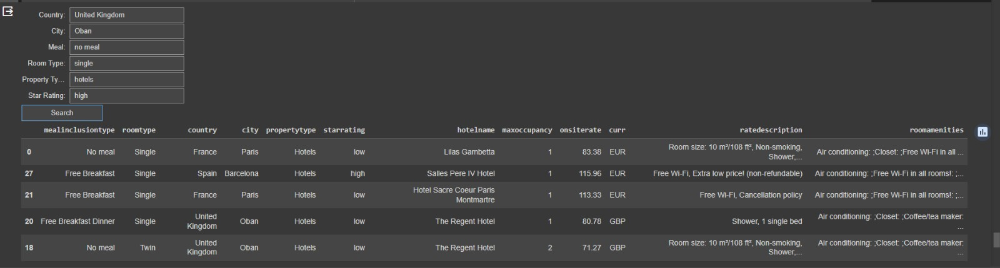 Country: United Kingdom
City: Oban
Meal: no meal
Room Type: single
Property Ty... hotels
Star Rating: high
Search
mealinclusiontype roomtype country city propertytype starrating hotelname maxoccupancy onsiterate curr ratedescription roomamenities
0 No meal Single France Paris Hotels low Lilas Gambetta 1 83.38 EUR Room size: 10 m²/108 ft², Non-smoking, Shower,... Air conditioning: ;Closet: ;Free Wi-Fi in all ...
27 Free Breakfast Single Spain Barcelona Hotels high Salles Pere IV Hotel 1 115.96 EUR Free Wi-Fi, Extra low price! (non-refundable) Air conditioning: ;Free Wi-Fi in all rooms!: ;...
21 Free Breakfast Single France Paris Hotels low Hotel Sacre Coeur Paris Montmartre 1 113.33 EUR Free Wi-Fi, Cancellation policy Air conditioning: ;Free Wi-Fi in all rooms!: ;...
20 Free Breakfast Dinner Single United Kingdom Oban Hotels low The Regent Hotel 1 80.78 GBP Shower, 1 single bed Air conditioning: ;Closet: ;Coffee/tea maker: ...
18 No meal Twin United Kingdom Oban Hotels low The Regent Hotel 2 71.27 GBP Room size: 10 m²/108 ft², Non-smoking, Shower,... Air conditioning: ;Closet: ;Coffee/tea maker: ...